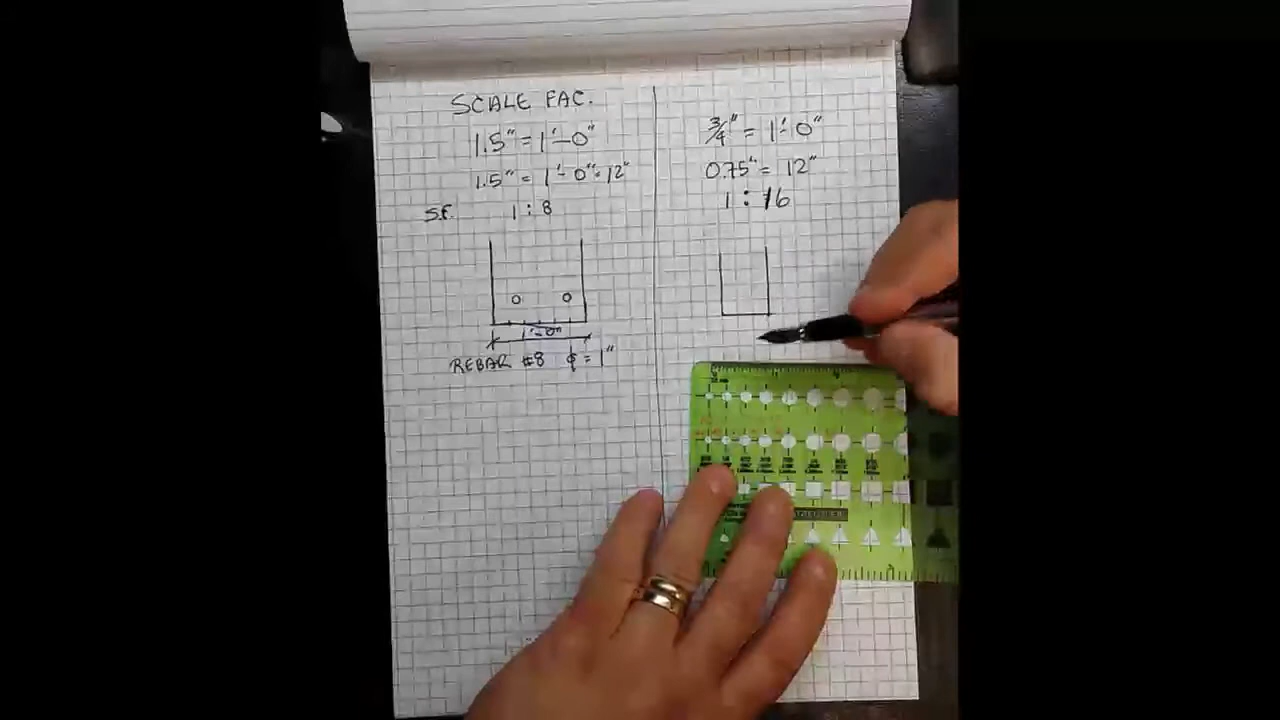 SCALE FAC.
1.5" = 1'-0"
1.5" = 1'-0" = 12"
S.F. 1 : 8
1'-0"
REBAR #8 ɸ = 1"
3/4" = 1'-0"
0.75" = 12"
1 : 16